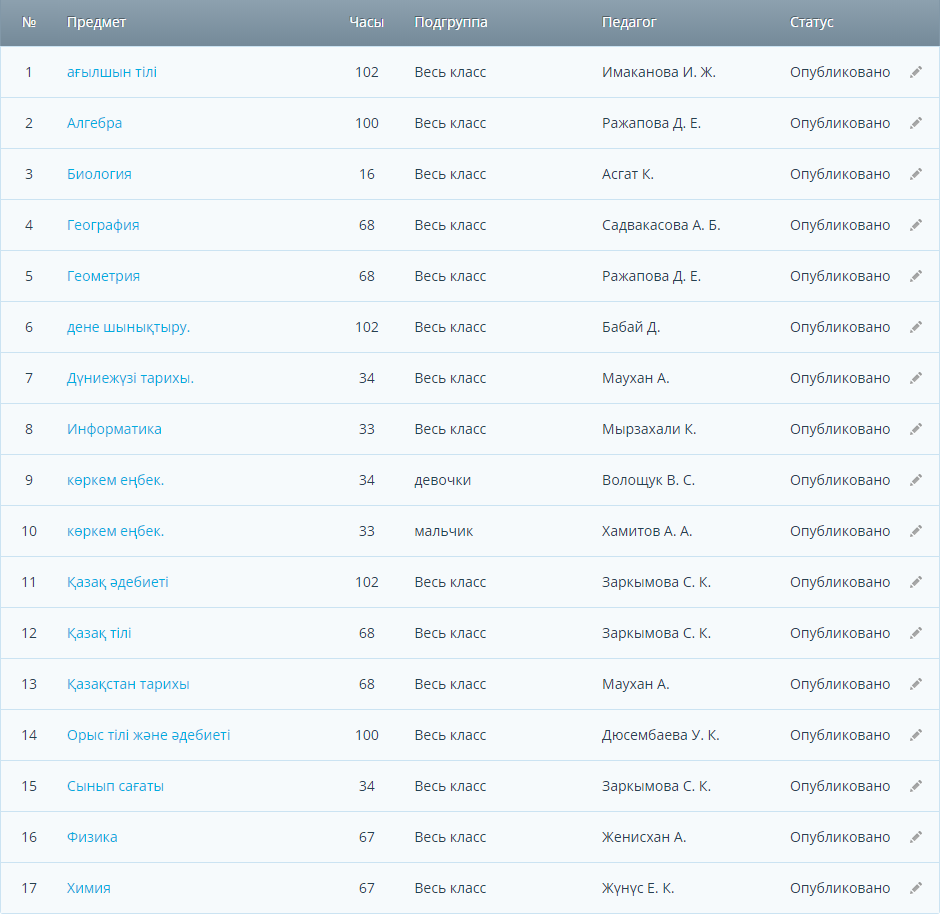 № Предмет Часы Подгруппа Педагог Статус
1 ағылшын тілі 102 Весь класс Имаканова И. Ж. Опубликовано
2 Алгебра 100 Весь класс Ражапова Д. Е. Опубликовано
3 Биология 16 Весь класс Асгат К. Опубликовано
4 География 68 Весь класс Садвакасова А. Б. Опубликовано
5 Геометрия 68 Весь класс Ражапова Д. Е. Опубликовано
6 дене шынықтыру. 102 Весь класс Бабай Д. Опубликовано
7 Дүниежүзі тарихы. 34 Весь класс Маухан А. Опубликовано
8 Информатика 33 Весь класс Мырзахали К. Опубликовано
9 көркем еңбек. 34 девочки Волощук В. С. Опубликовано
10 көркем еңбек. 33 мальчик Хамитов А. А. Опубликовано
11 Қазақ әдебиеті 102 Весь класс Заркымова С. К. Опубликовано
12 Қазақ тілі 68 Весь класс Заркымова С. К. Опубликовано
13 Қазақстан тарихы 68 Весь класс Маухан А. Опубликовано
14 Орыс тілі және әдебиеті 100 Весь класс Дюсембаева У. К. Опубликовано
15 Сынып сағаты 34 Весь класс Заркымова С. К. Опубликовано
16 Физика 67 Весь класс Женисхан А. Опубликовано
17 Химия 67 Весь класс Жүнүс Е. К. Опубликовано